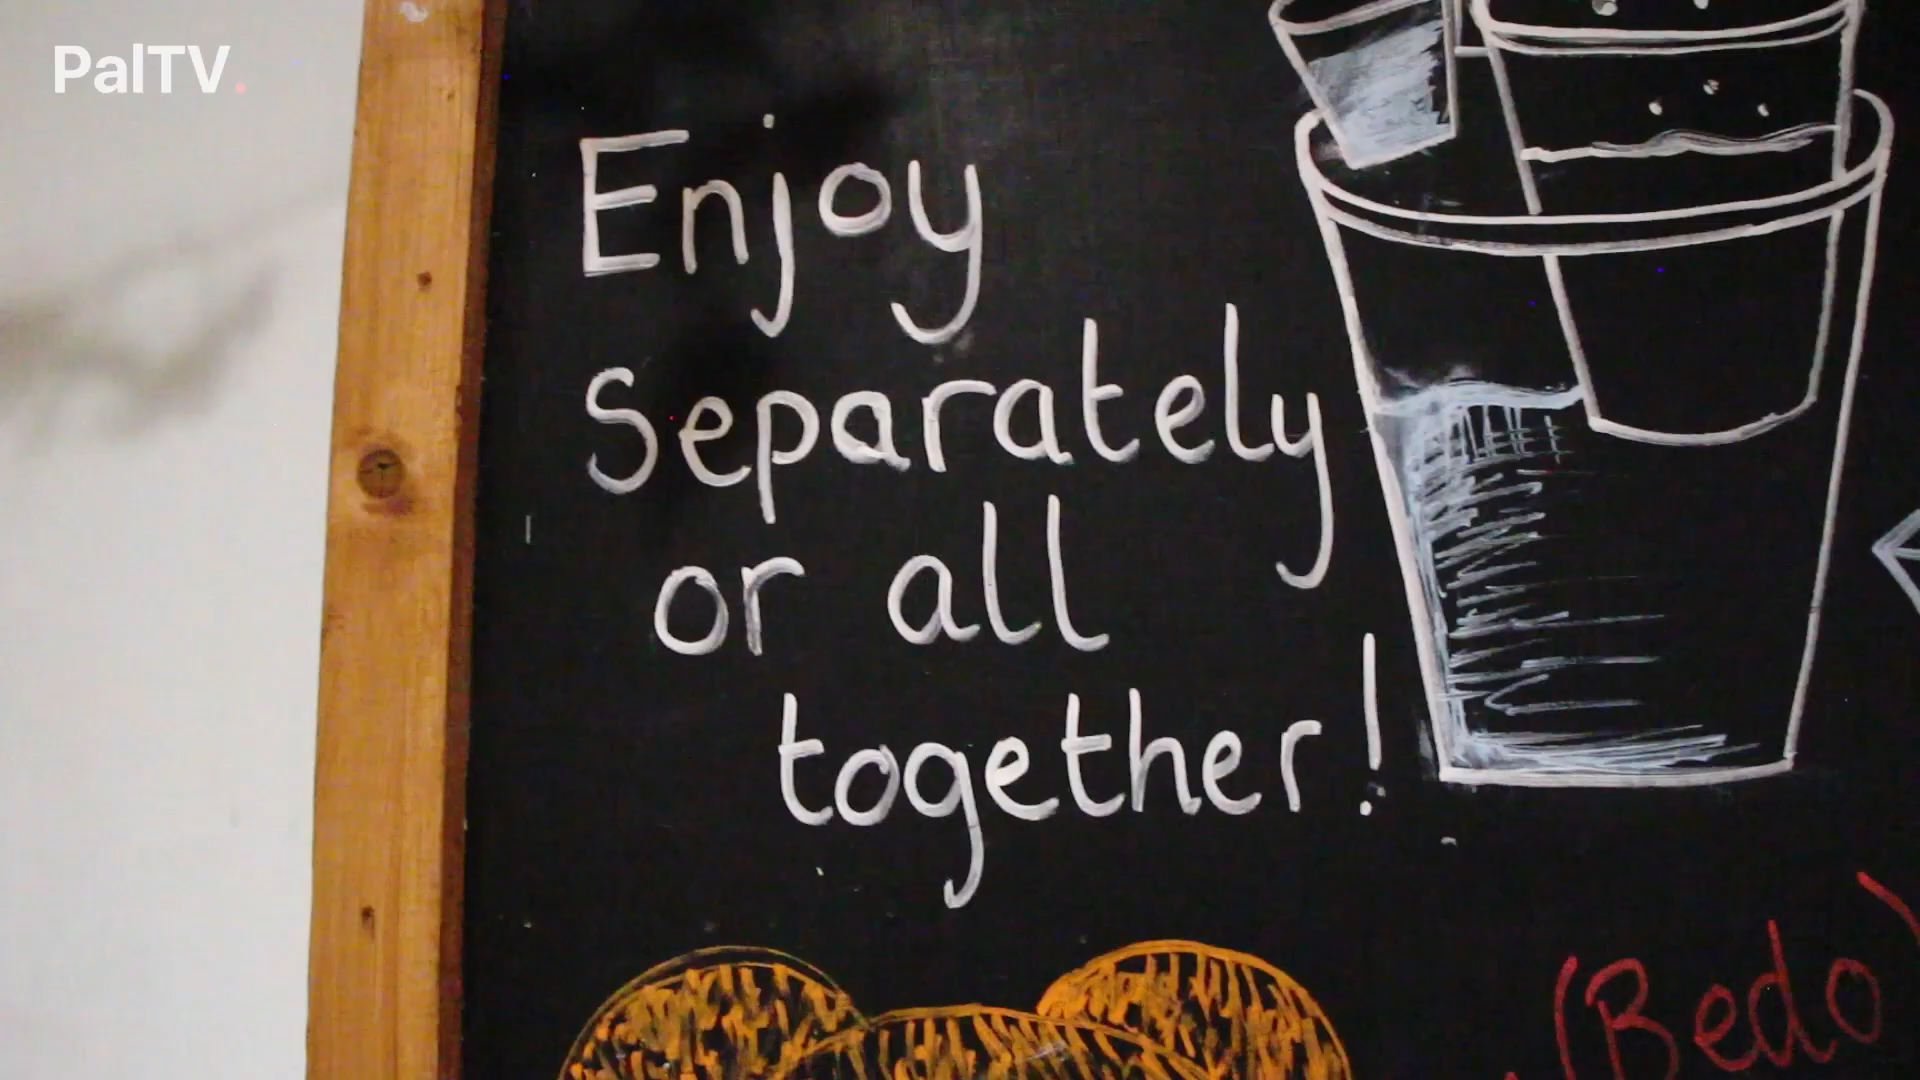 PalTV.
Enjoy
Separately
or all
together!
(Bedo)